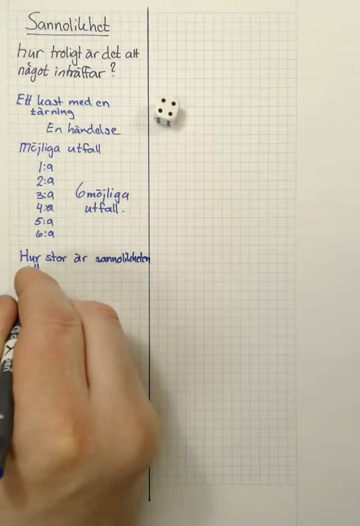 Sannolikhet
hur troligt är det att
något inträffar?
Ett kast med en
tärning
En händelse
Möjliga utfall
1:a
2:a
3:a
4:a
5:a
6:a
6 möjliga
utfall.
Hur stor är sannolikheten